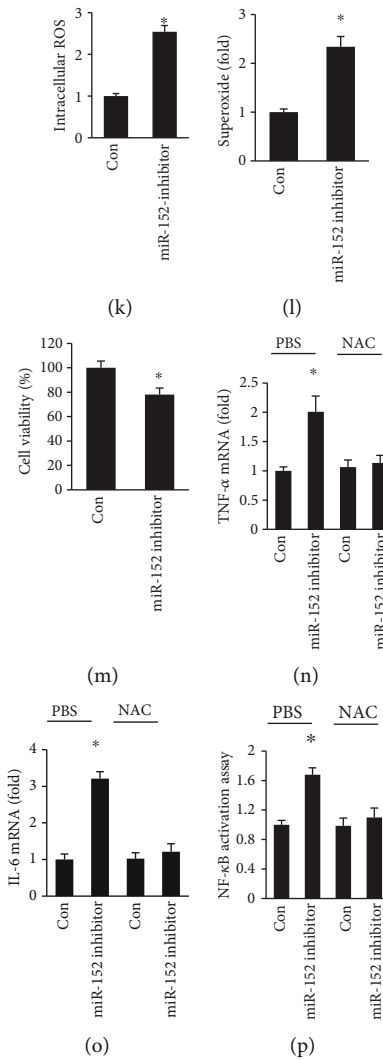 Intracellular ROS
3
2
1
0
*
Con
miR-152-inhibitor
(k)
Superoxide (fold)
3
2
1
0
*
Con
miR-152 inhibitor
(l)
Cell viability (%)
120
100
80
60
40
20
0
*
Con
miR-152 inhibitor
(m)
PBS
NAC
TNF-α mRNA (fold)
2.5
2
1.5
1
0.5
*
Con
miR-152 inhibitor
Con
miR-152 inhibitor
(n)
PBS
NAC
IL-6 mRNA (fold)
4
3
2
1
0
*
Con
miR-152 inhibitor
Con
miR-152 inhibitor
(o)
PBS
NAC
NF-κB activation assay
2
1.6
1.2
0.8
0.4
0
*
Con
miR-152 inhibitor
Con
miR-152 inhibitor
(p)